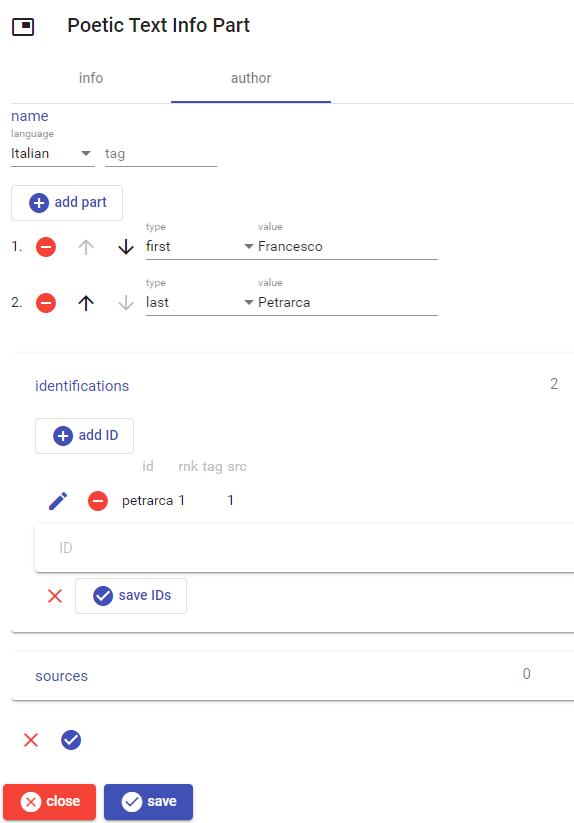 Poetic Text Info Part
info author
name
language
Italian tag
add part
type value
1. first Francesco
type value
2. last Petrarca
identifications 2
add ID
id rnk tag src
petrarca 1 1
ID
save IDs
sources 0
close save